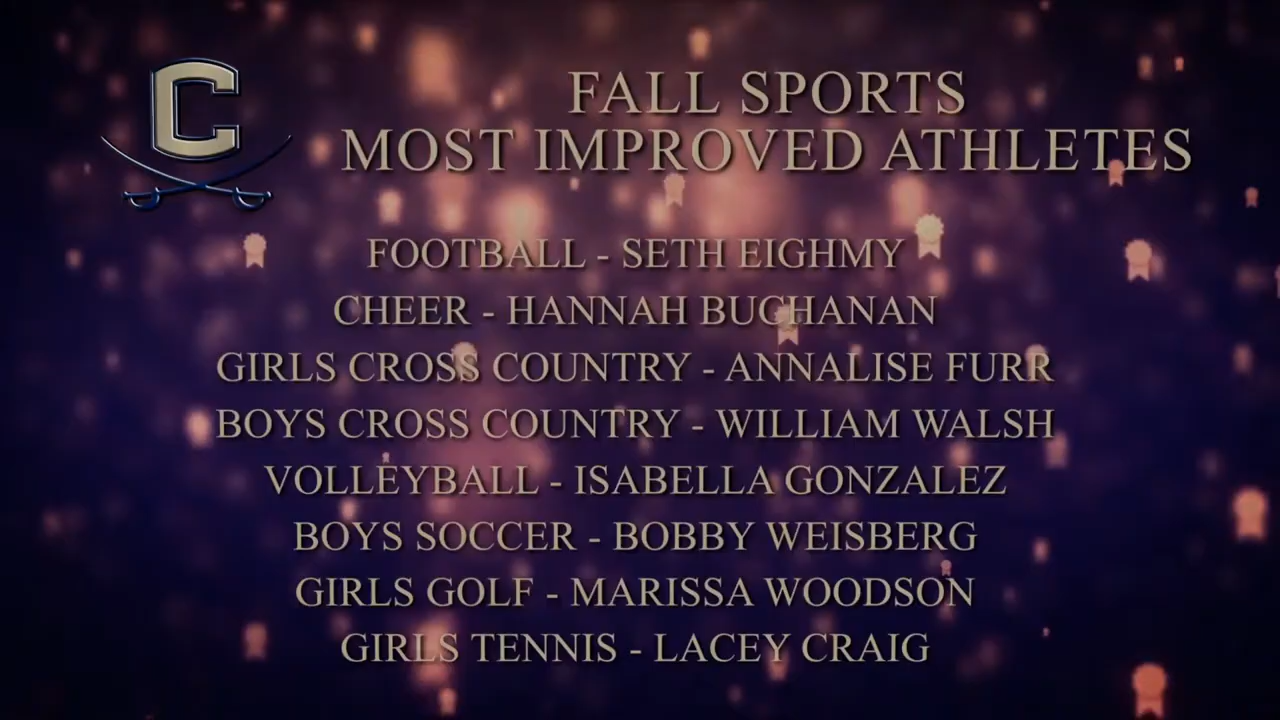 C
FALL SPORTS
MOST IMPROVED ATHLETES
FOOTBALL - SETH EIGHMY
CHEER - HANNAH BUCHANAN
GIRLS CROSS COUNTRY - ANNALISE FURR
BOYS CROSS COUNTRY - WILLIAM WALSH
VOLLEYBALL - ISABELLA GONZALEZ
BOYS SOCCER - BOBBY WEISBERG
GIRLS GOLF - MARISSA WOODSON
GIRLS TENNIS - LACEY CRAIG